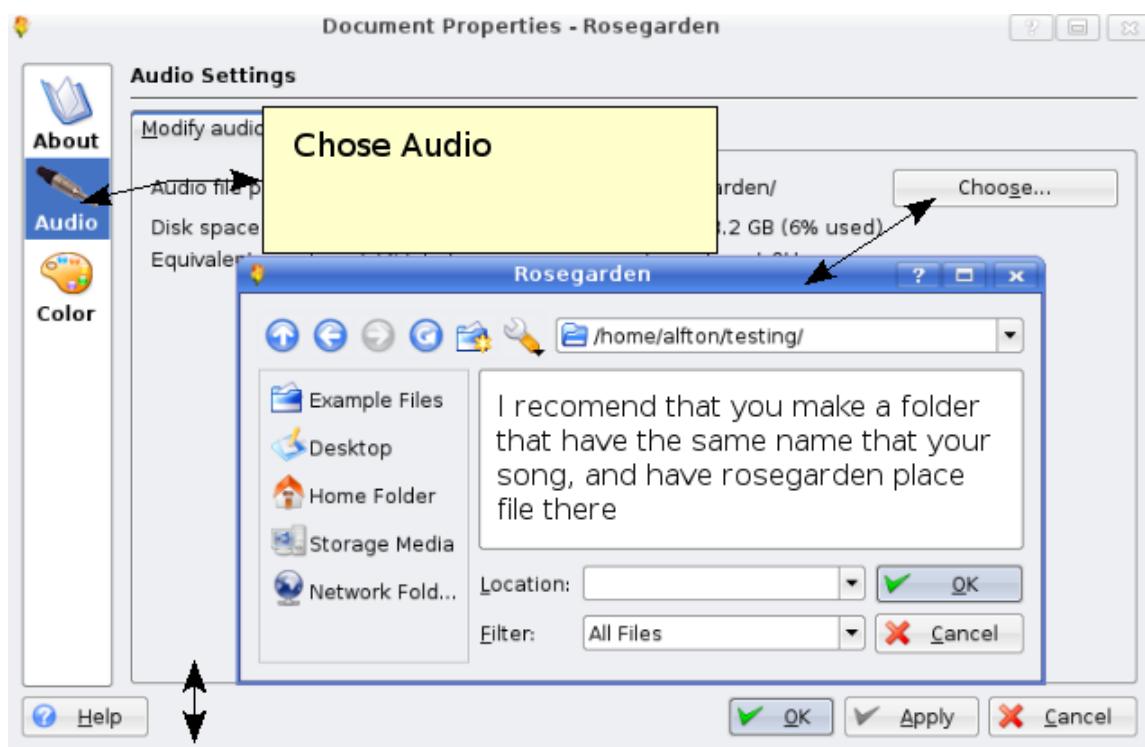 Document Properties - Rosegarden
Audio Settings
About
Modify audio
Chose Audio
Audio file p
arden/
Choose...
Audio
Disk space
.2 GB (6% used)
Equivalent
Color
Rosegarden
/home/alfton/testing/
Example Files
Desktop
Home Folder
Storage Media
Network Fold...
I recomend that you make a folder
that have the same name that your
song, and have rosegarden place
file there
Location:
OK
Filter:
All Files
Cancel
Help
OK
Apply
Cancel